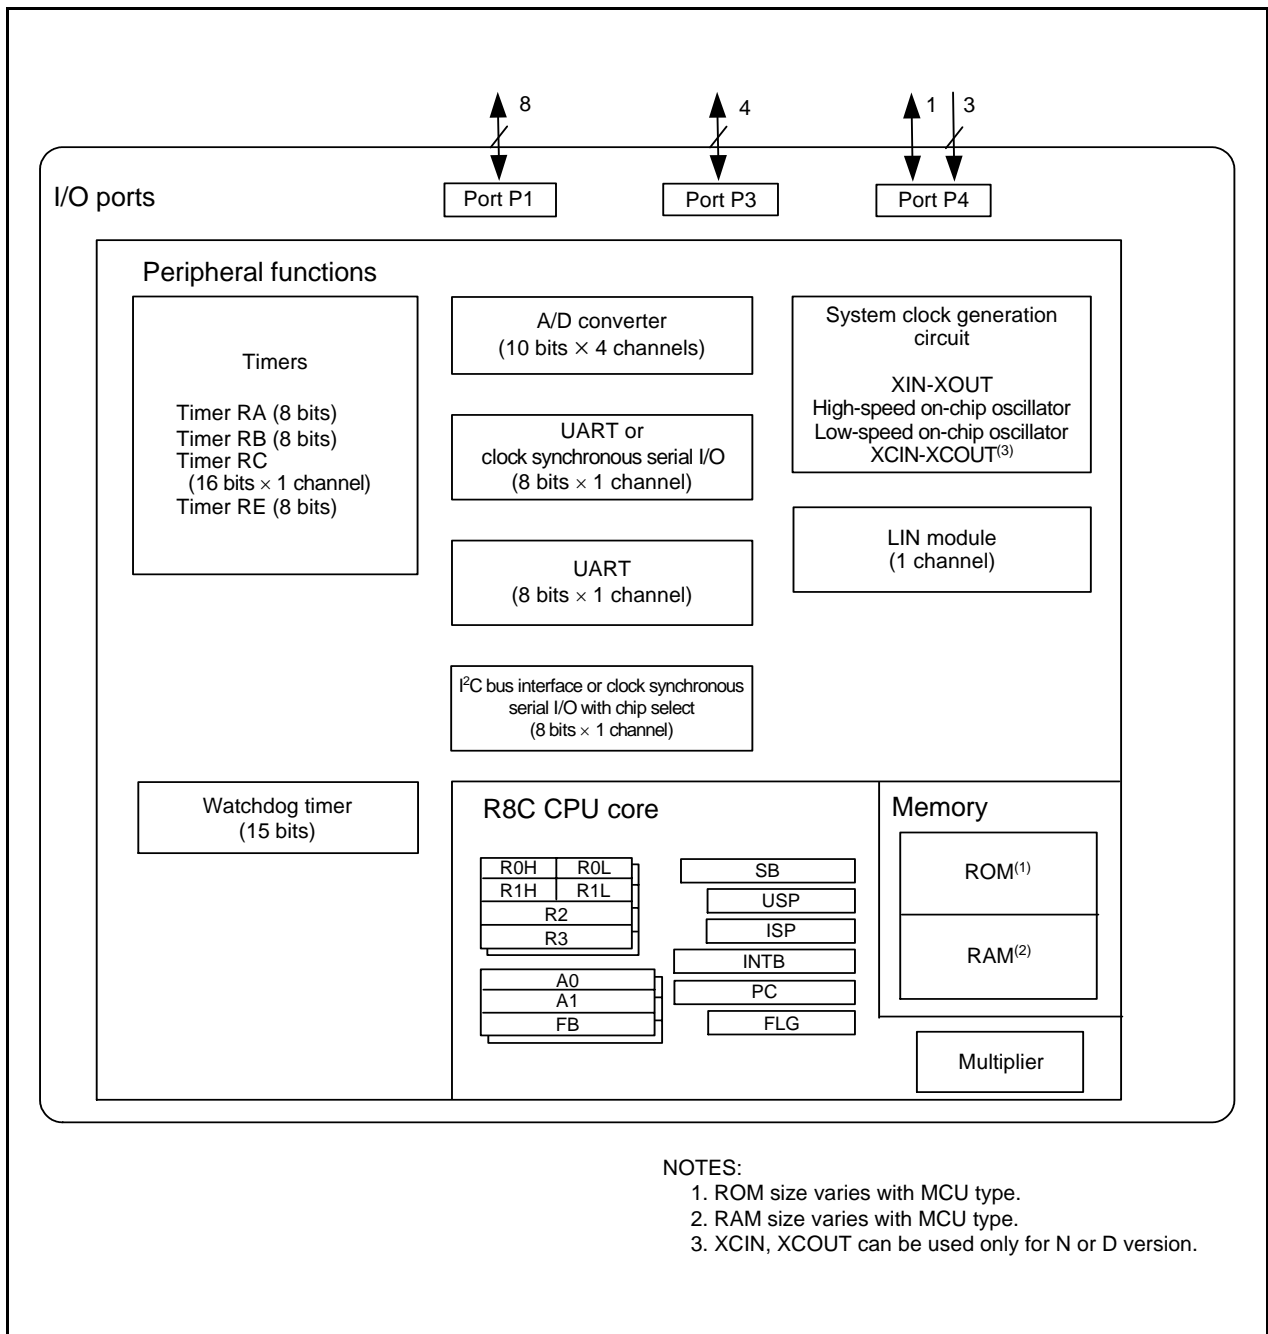 8
4
1
3
I/O ports
Port P1
Port P3
Port P4
Peripheral functions
Timers
Timer RA (8 bits)
Timer RB (8 bits)
Timer RC
(16 bits × 1 channel)
Timer RE (8 bits)
A/D converter
(10 bits × 4 channels)
UART or
clock synchronous serial I/O
(8 bits × 1 channel)
UART
(8 bits × 1 channel)
I²C bus interface or clock synchronous
serial I/O with chip select
(8 bits × 1 channel)
System clock generation
circuit
XIN-XOUT
High-speed on-chip oscillator
Low-speed on-chip oscillator
XCIN-XCOUT(3)
LIN module
(1 channel)
Watchdog timer
(15 bits)
R8C CPU core
R0H
R0L
R1H
R1L
R2
R3
A0
A1
FB
SB
USP
ISP
INTB
PC
FLG
Memory
ROM(1)
RAM(2)
Multiplier
NOTES:
1. ROM size varies with MCU type.
2. RAM size varies with MCU type.
3. XCIN, XCOUT can be used only for N or D version.